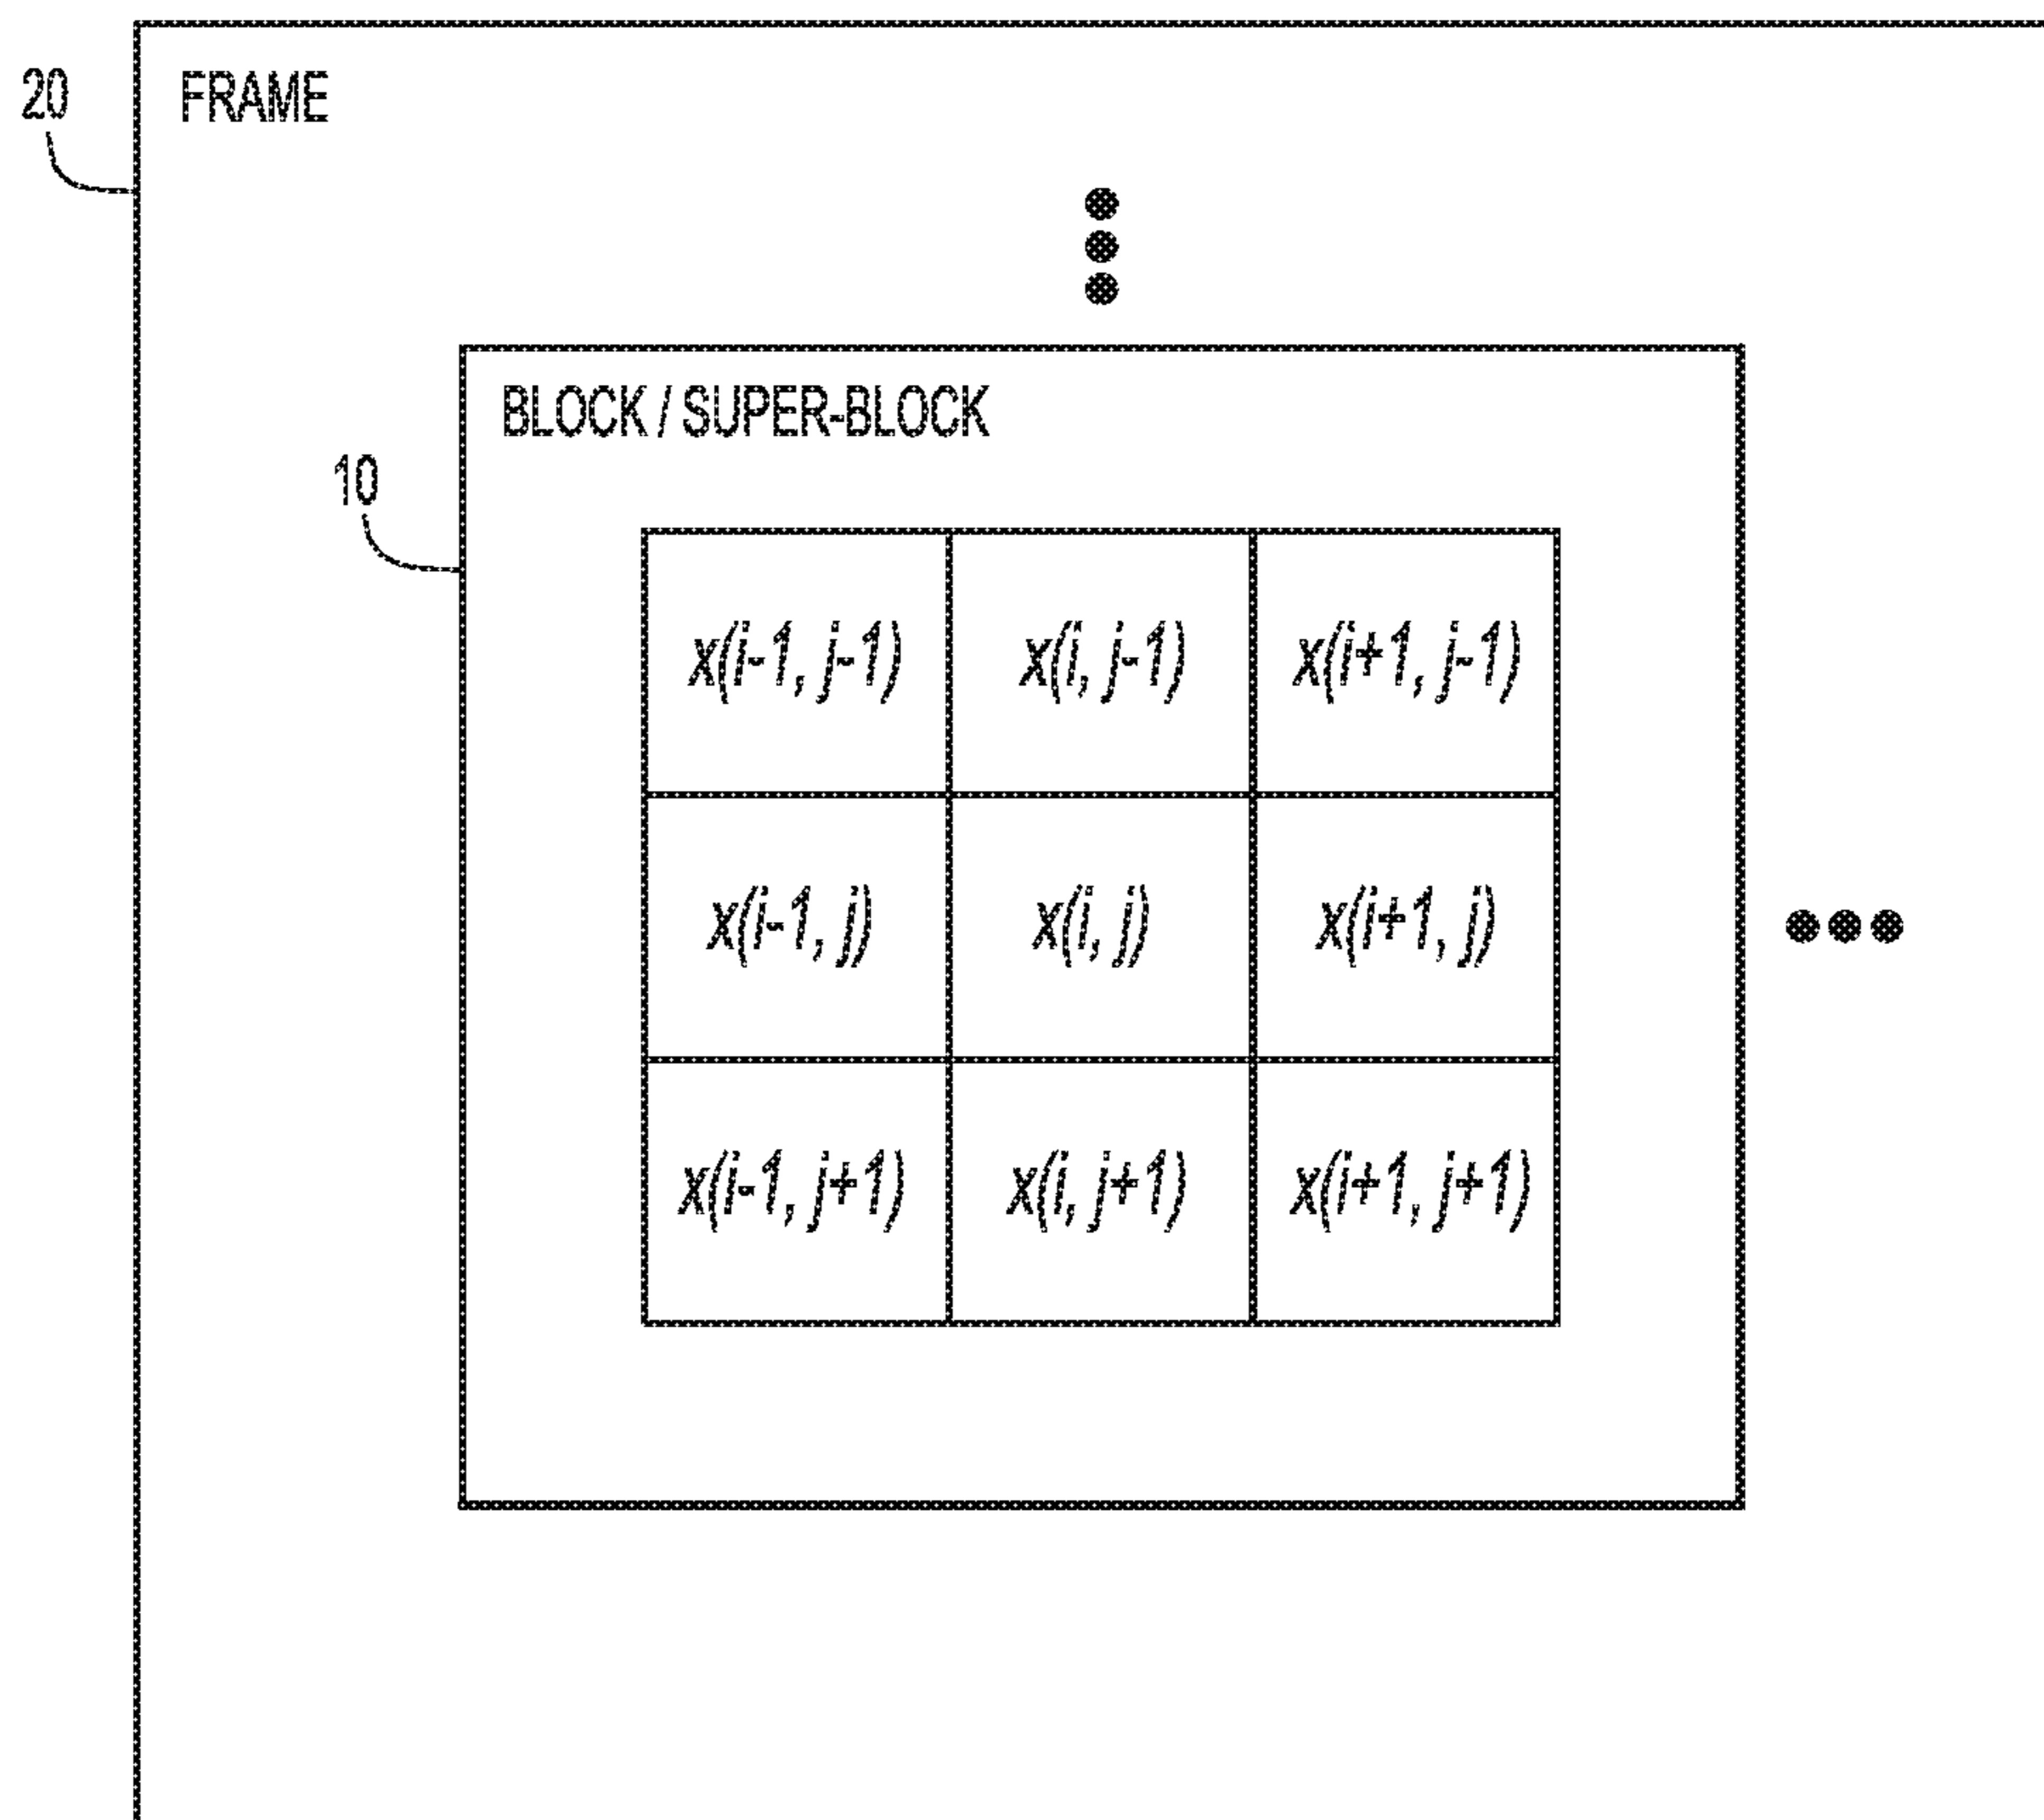 20
FRAME
BLOCK / SUPER-BLOCK
10
x(i-1, j-1) x(i, j-1) x(i+1, j-1)
x(i-1, j) x(i, j) x(i+1, j)
x(i-1, j+1) x(i, j+1) x(i+1, j+1)